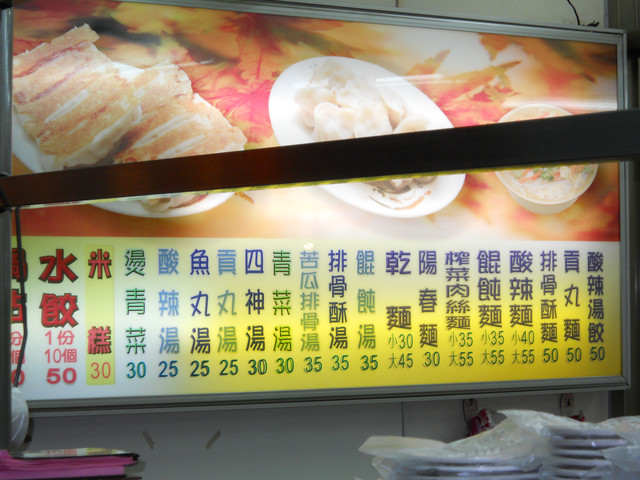 酸辣湯餃 50
貢丸麵 50
排骨酥麵 50
酸辣麵 小40 大55
餛飩麵 小35 大55
榨菜肉絲麵 小35 大55
陽春麵 30
乾麵 小30 大45
餛飩湯 35
排骨酥湯 35
苦瓜排骨湯 35
青菜湯 30
四神湯 30
貢丸湯 25
魚丸湯 25
酸辣湯 25
燙青菜 30
米糕 30
水餃 1份 10個 50